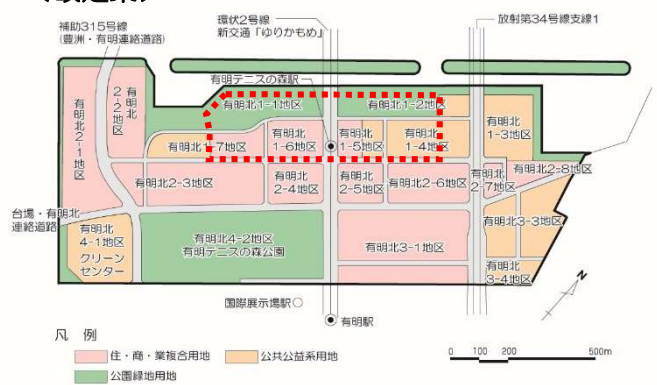 補助315号線
(豊洲・有明連絡道路)
環状2号線
新交通「ゆりかもめ」
放射第34号線支線1
有明テニスの森駅
有明北
2-1地区
有明北
2-2地区
有明北1-1地区
有明北1-2地区
有明北
1-3地区
有明北1-7地区
有明北
1-6地区
有明北
1-5地区
有明北
1-4地区
有明北2-3地区
有明北
2-4地区
有明北
2-5地区
有明北2-6地区
有明北
2-7地区
有明北2-8地区
台場・有明北
連絡道路
有明北
4-1地区
クリーン
センター
有明北4-2地区
有明テニスの森公園
有明北3-1地区
有明北3-3地区
有明北
3-4地区
N
国際展示場駅
有明駅
凡 例
住・商・業複合用地
公共公益系用地
公園緑地用地
0 100 200 500m